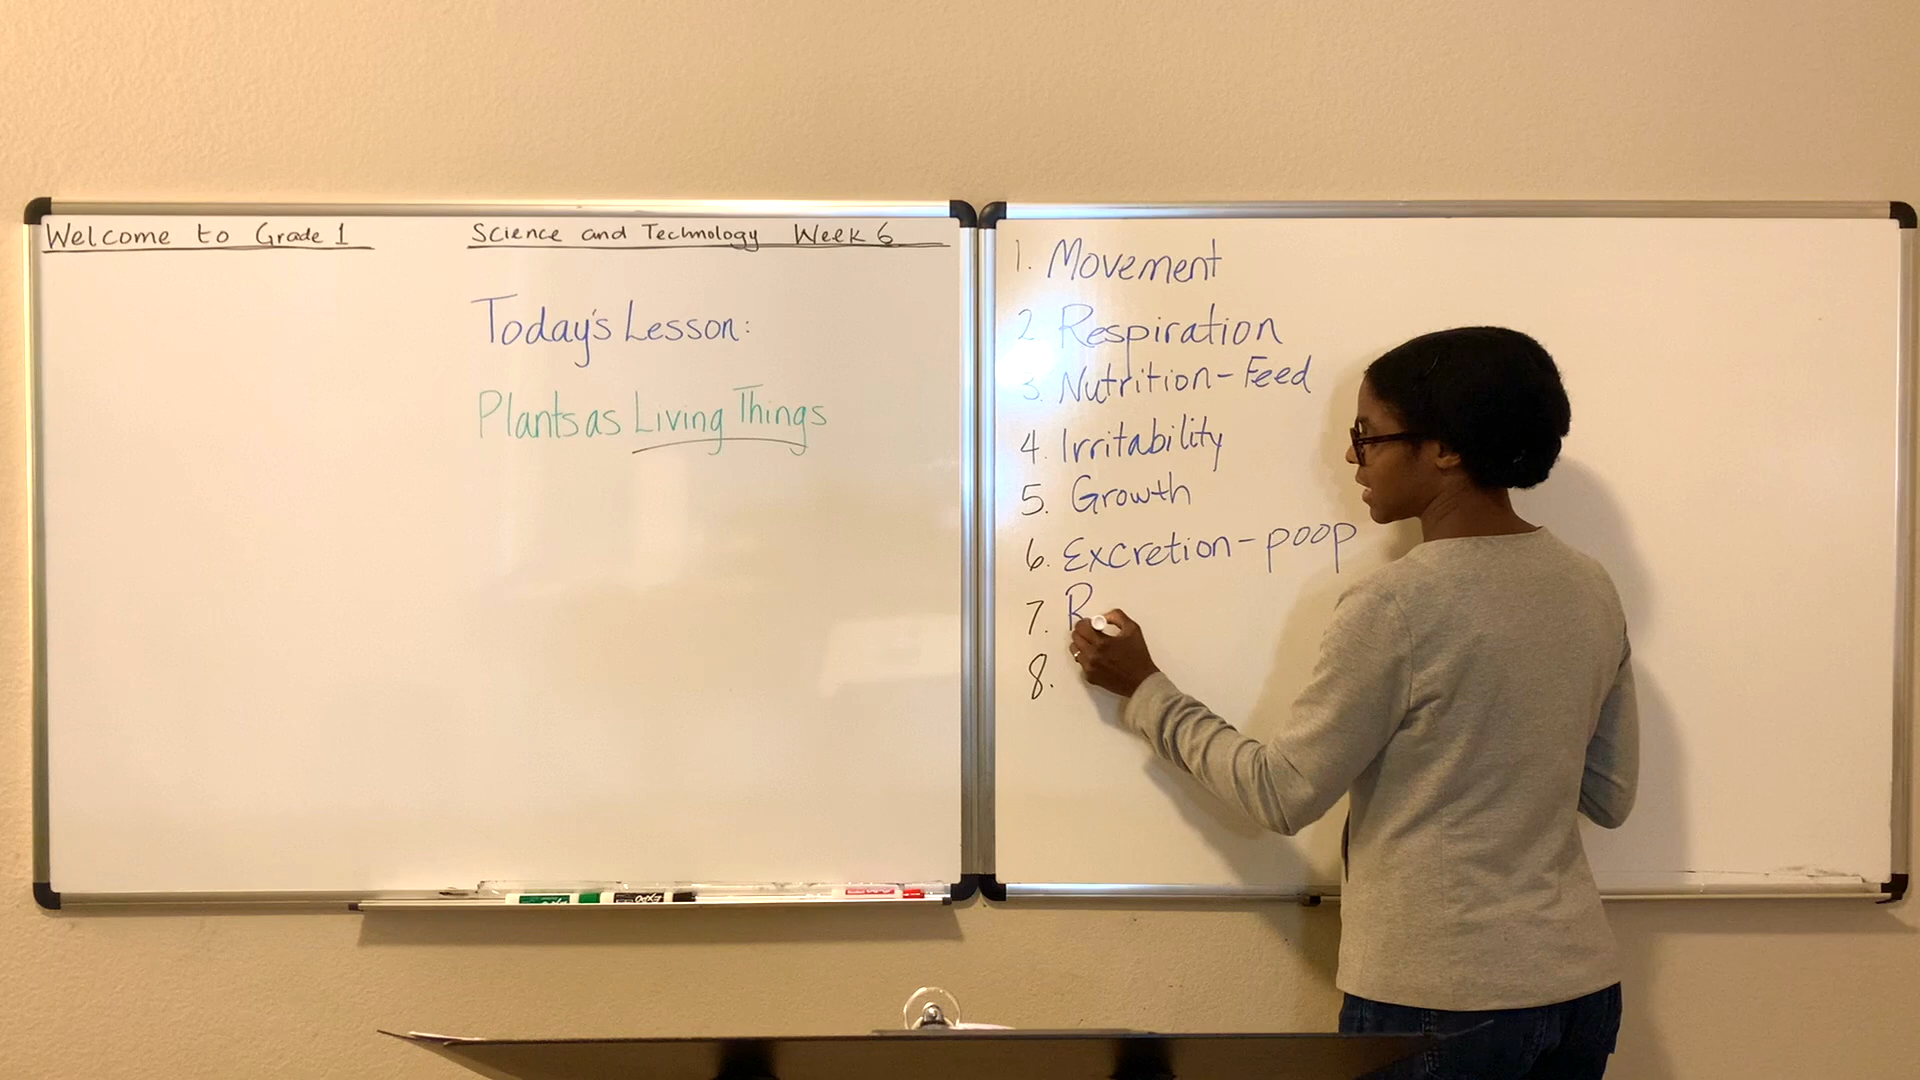 Welcome to Grade 1
Science and Technology Week 6
Today's Lesson:
Plants as Living Things
1. Movement
2 Respiration
3. Nutrition - Feed
4. Irritability
5. Growth
6. Excretion - poop
7. R
8.
EXPO